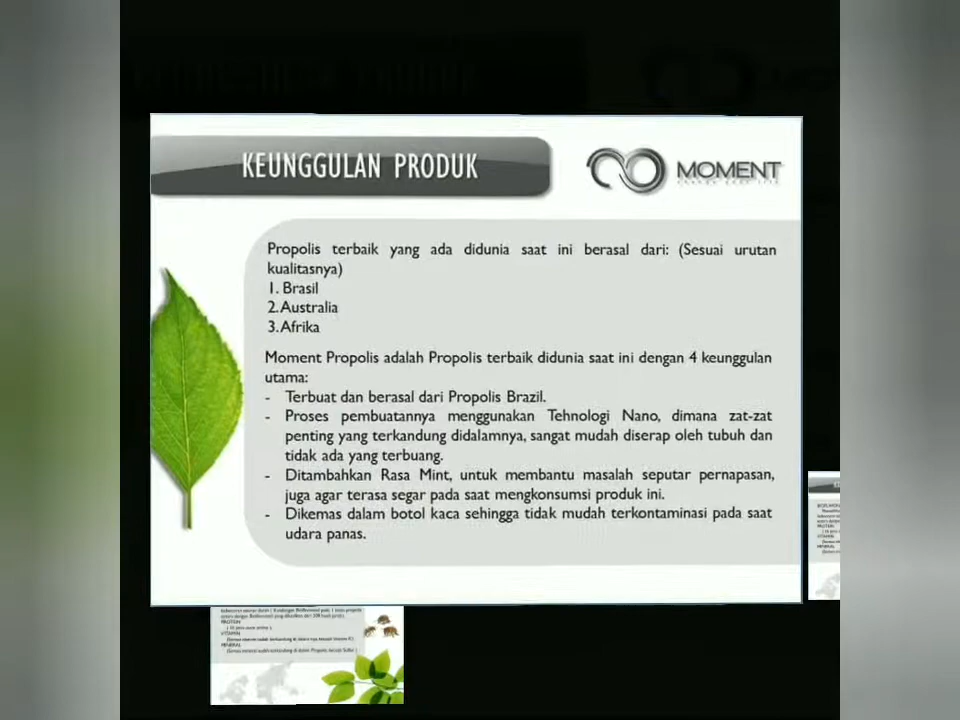 KEUNGGULAN PRODUK
MOMENT
Propolis terbaik yang ada didunia saat ini berasal dari: (Sesuai urutan
kualitasnya)
1. Brasil
2.Australia
3.Afrika
Moment Propolis adalah Propolis terbaik didunia saat ini dengan 4 keunggulan
utama:
- Terbuat dan berasal dari Propolis Brazil.
- Proses pembuatannya menggunakan Tehnologi Nano, dimana zat-zat
penting yang terkandung didalamnya, sangat mudah diserap oleh tubuh dan
tidak ada yang terbuang.
- Ditambahkan Rasa Mint, untuk membantu masalah seputar pernapasan,
juga agar terasa segar pada saat mengkonsumsi produk ini.
- Dikemas dalam botol kaca sehingga tidak mudah terkontaminasi pada saat
udara panas.
PROTEIN
VITAMIN
MINERAL